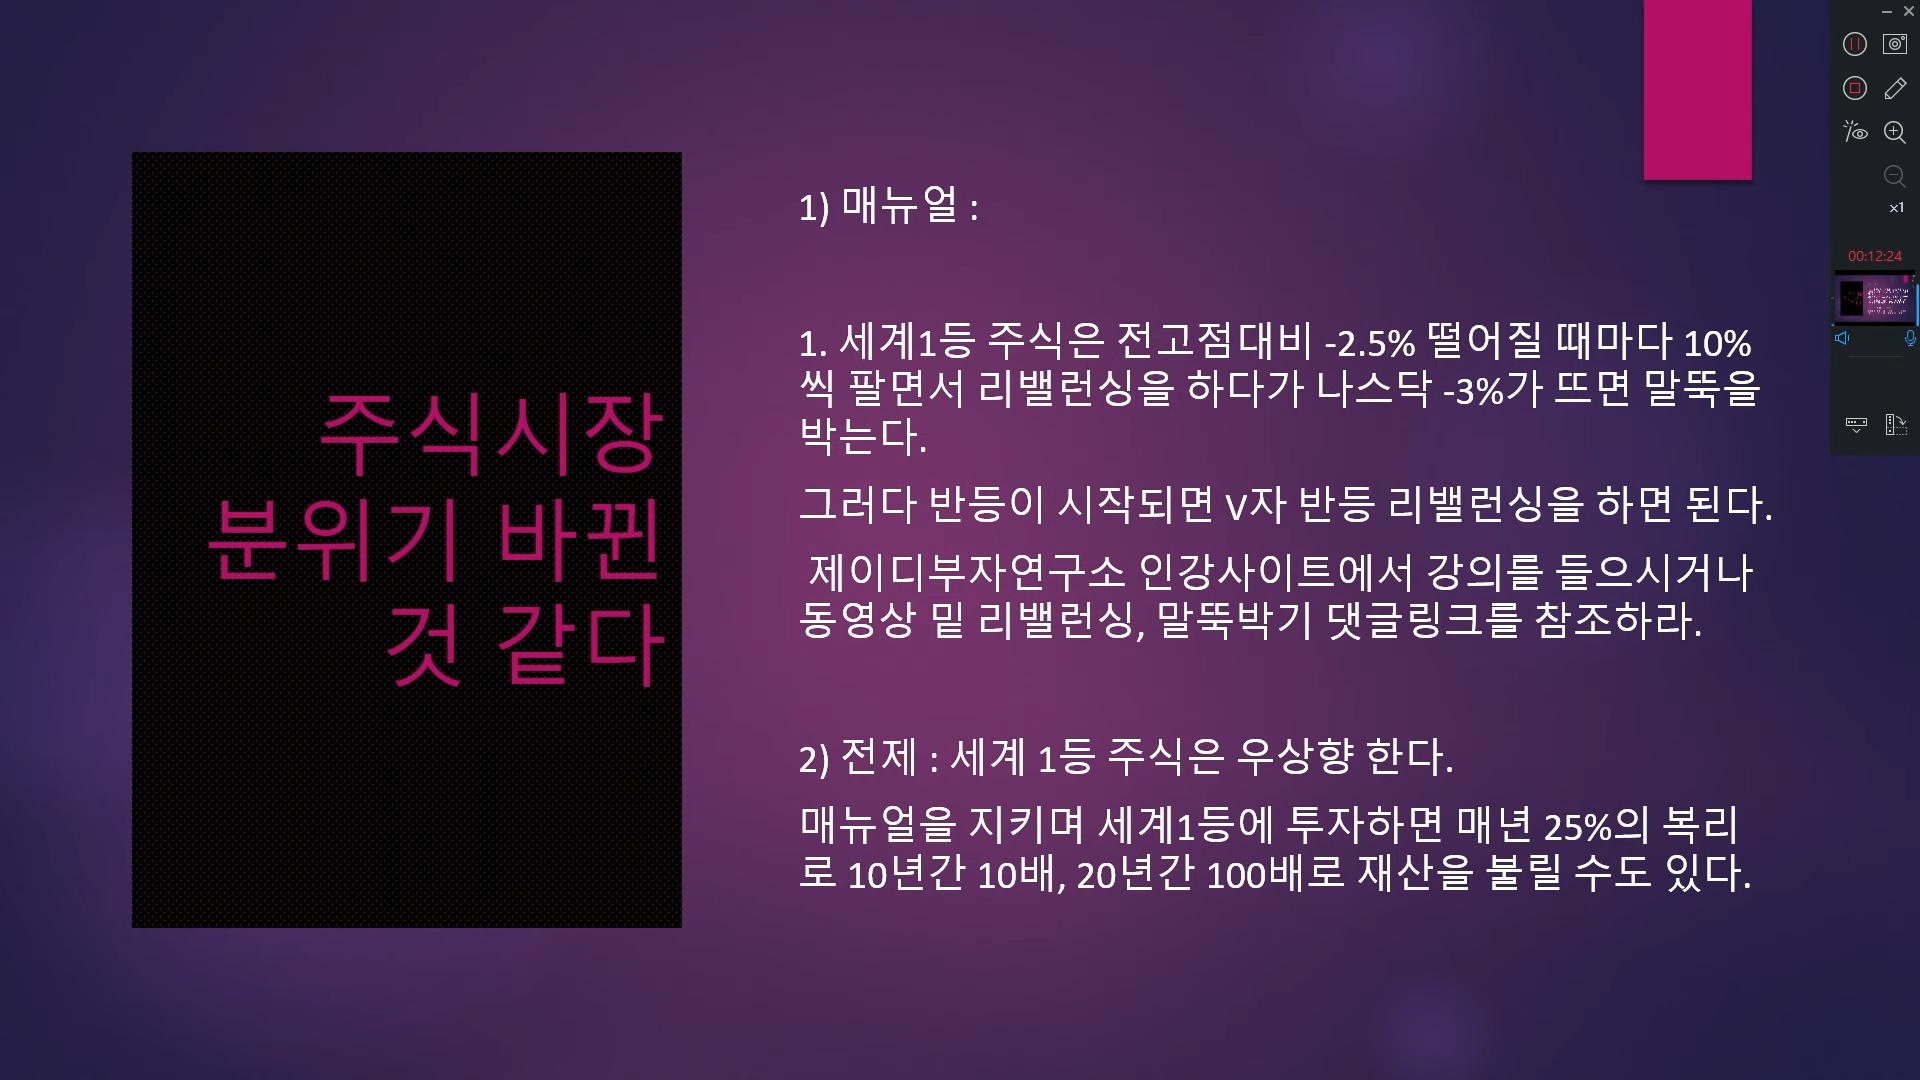 주식시장
분위기 바뀐
것 같다
1) 매뉴얼 :
1. 세계1등 주식은 전고점대비 -2.5% 떨어질 때마다 10%
씩 팔면서 리밸런싱을 하다가 나스닥 -3%가 뜨면 말뚝을
박는다.
그러다 반등이 시작되면 V자 반등 리밸런싱을 하면 된다.
제이디부자연구소 인강사이트에서 강의를 들으시거나
동영상 밑 리밸런싱, 말뚝박기 댓글링크를 참조하라.
2) 전제 : 세계 1등 주식은 우상향 한다.
매뉴얼을 지키며 세계1등에 투자하면 매년 25%의 복리
로 10년간 10배, 20년간 100배로 재산을 불릴 수도 있다.
x1
00:12:24